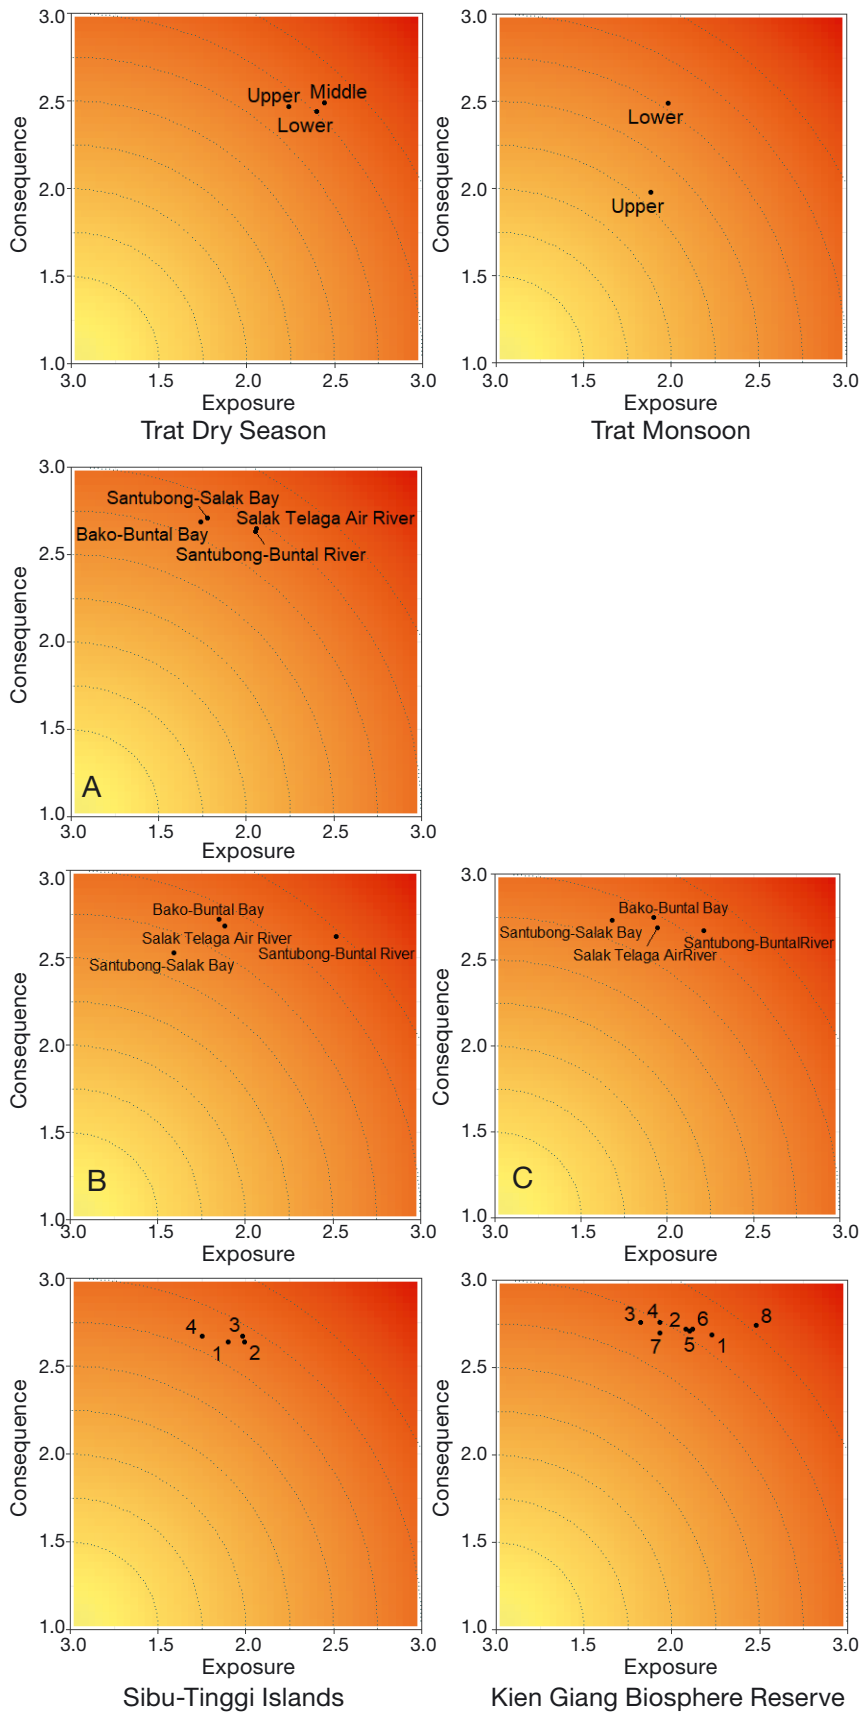 3.0
2.5
2.0
1.5
1.0
Consequence
Upper
Middle
Lower
3.0
1.5
2.0
2.5
3.0
Exposure
Trat Dry Season
3.0
2.5
2.0
1.5
1.0
Consequence
Lower
Upper
3.0
1.5
2.0
2.5
3.0
Exposure
Trat Monsoon
3.0
2.5
2.0
1.5
1.0
Consequence
Santubong-Salak Bay
Salak Telaga Air River
Bako-Buntal Bay
Santubong-Buntal River
A
3.0
1.5
2.0
2.5
3.0
Exposure
3.0
2.5
2.0
1.5
1.0
Consequence
Bako-Buntal Bay
Salak Telaga Air River
Santubong-Buntal River
Santubong-Salak Bay
B
3.0
1.5
2.0
2.5
3.0
Exposure
3.0
2.5
2.0
1.5
1.0
Consequence
Bako-Buntal Bay
Santubong-Salak Bay
Santubong-BuntalRiver
Salak Telaga AirRiver
C
3.0
1.5
2.0
2.5
3.0
Exposure
3.0
2.5
2.0
1.5
1.0
Consequence
4
3
1
2
3.0
1.5
2.0
2.5
3.0
Exposure
Sibu-Tinggi Islands
3.0
2.5
2.0
1.5
1.0
Consequence
3
4
2
6
8
7
5
1
3.0
1.5
2.0
2.5
3.0
Exposure
Kien Giang Biosphere Reserve